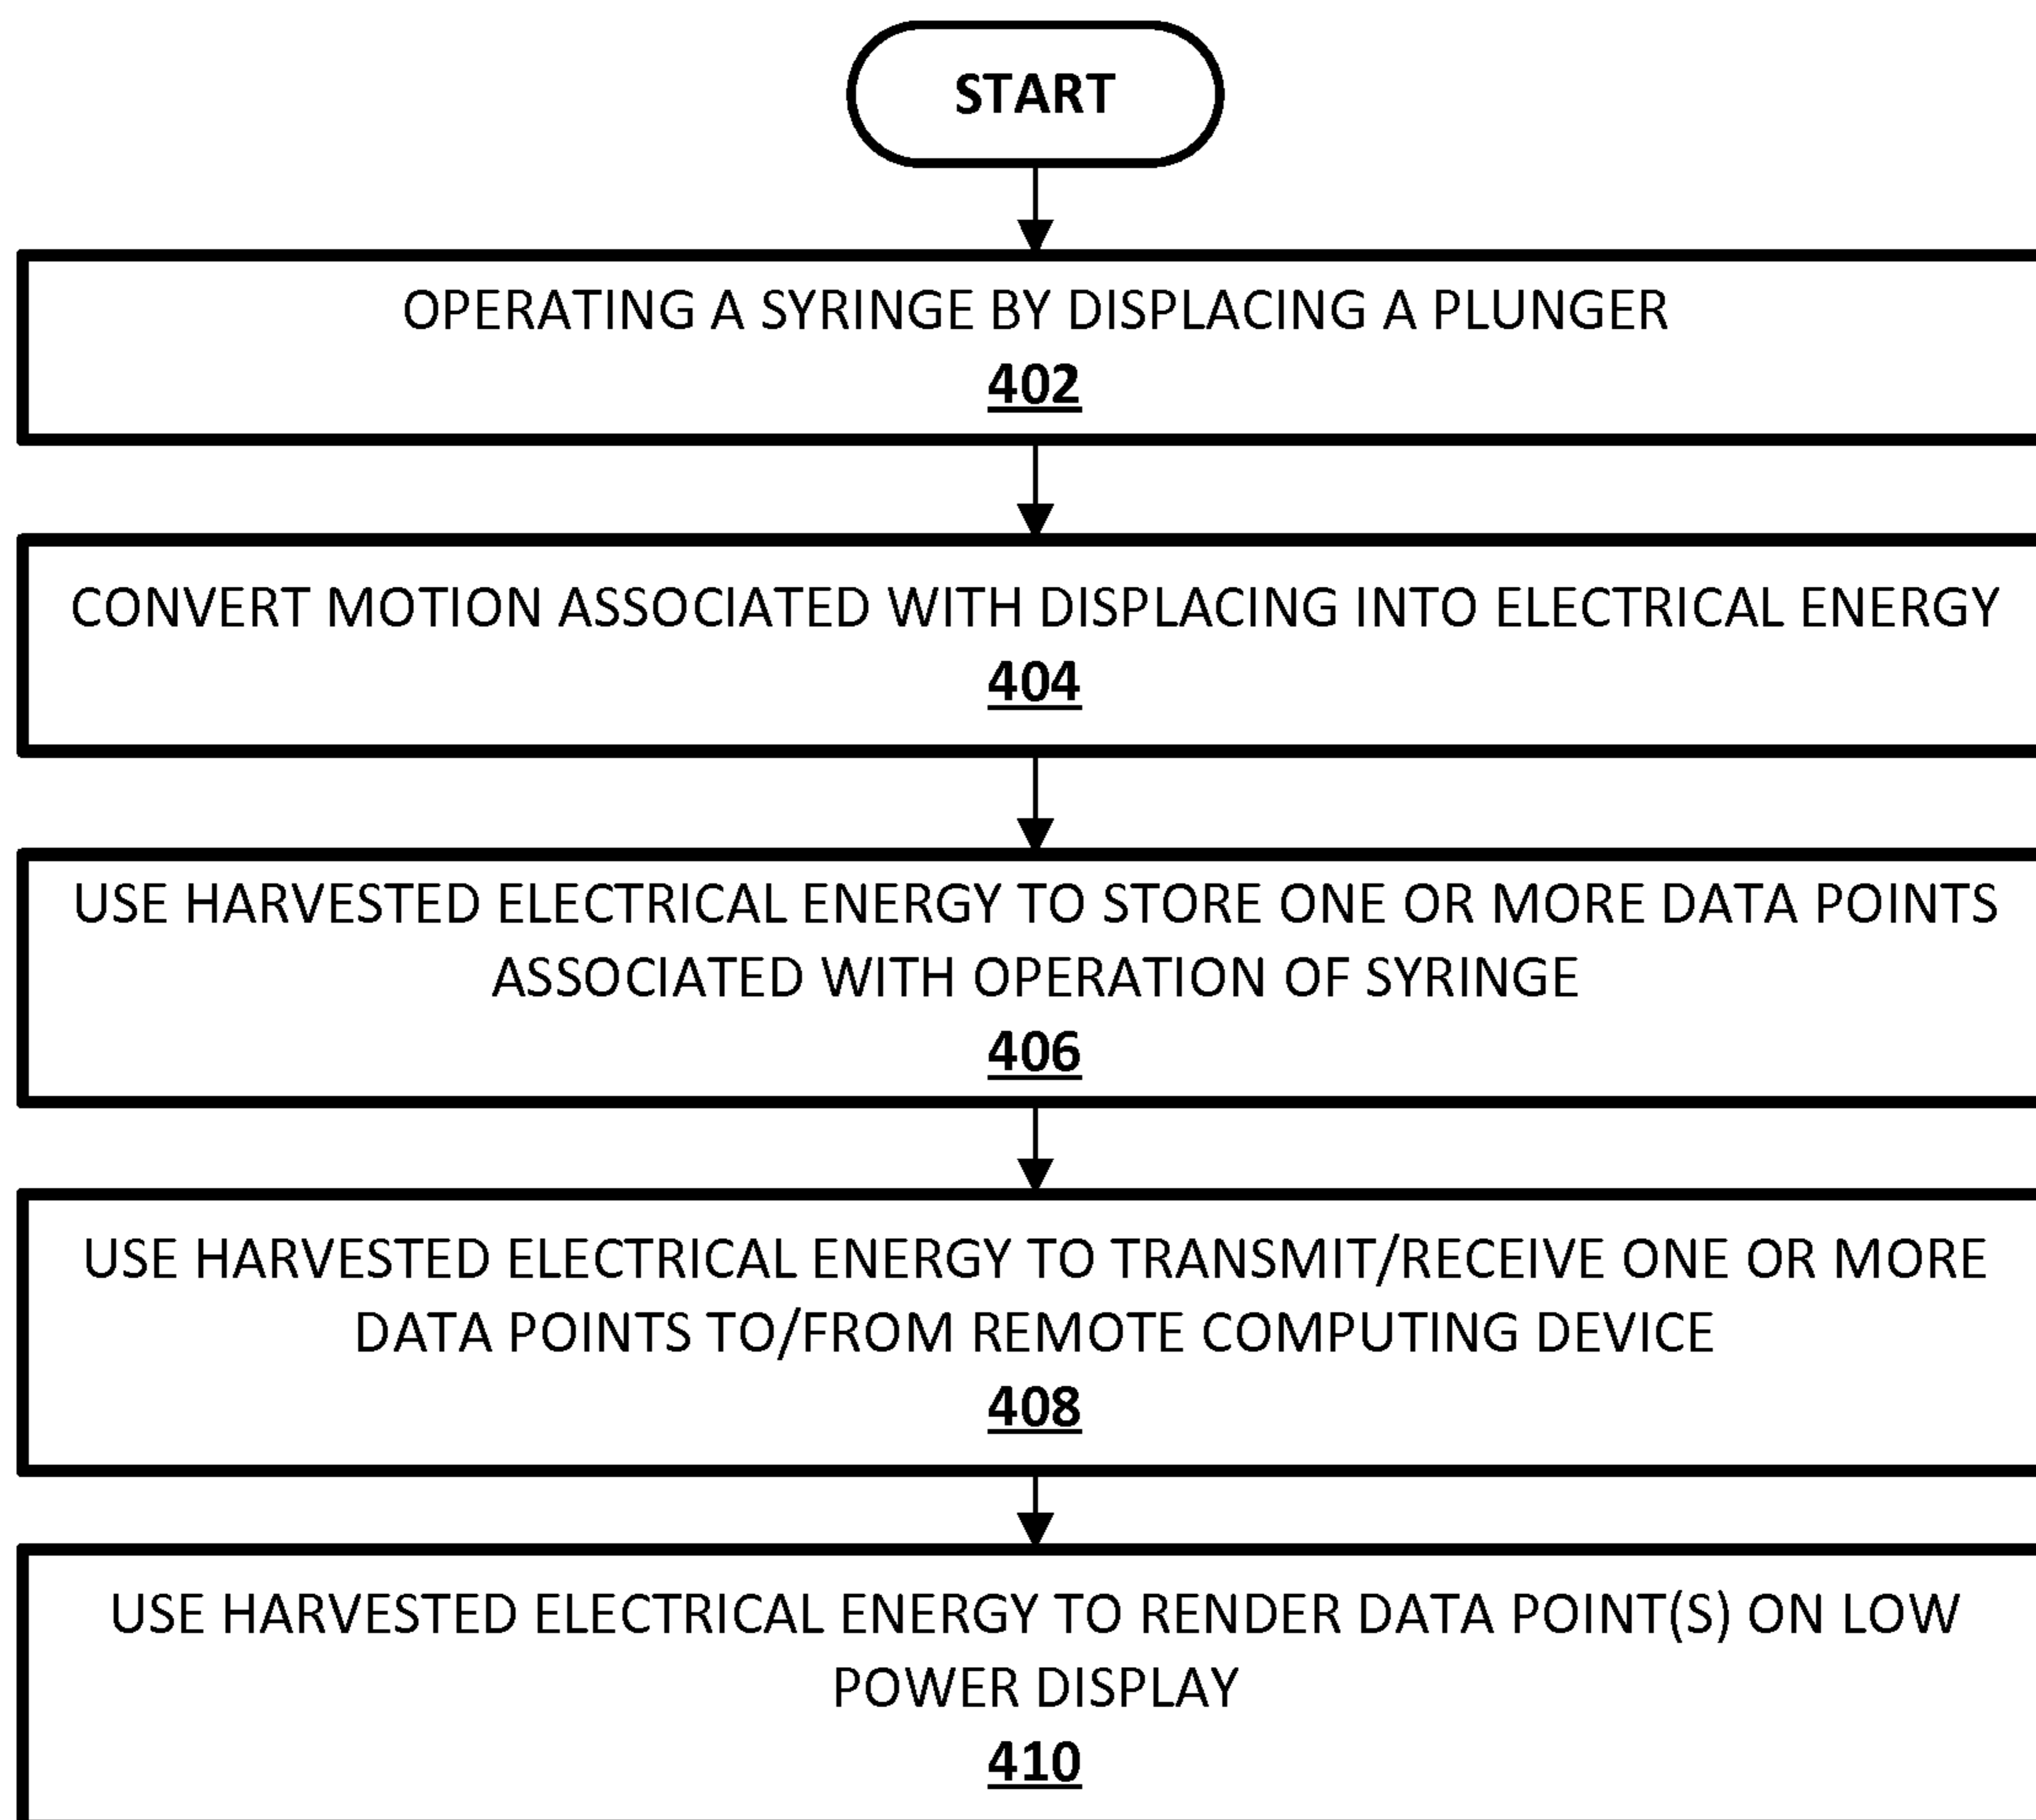 START
OPERATING A SYRINGE BY DISPLACING A PLUNGER
402
CONVERT MOTION ASSOCIATED WITH DISPLACING INTO ELECTRICAL ENERGY
404
USE HARVESTED ELECTRICAL ENERGY TO STORE ONE OR MORE DATA POINTS
ASSOCIATED WITH OPERATION OF SYRINGE
406
USE HARVESTED ELECTRICAL ENERGY TO TRANSMIT/RECEIVE ONE OR MORE
DATA POINTS TO/FROM REMOTE COMPUTING DEVICE
408
USE HARVESTED ELECTRICAL ENERGY TO RENDER DATA POINT(S) ON LOW
POWER DISPLAY
410